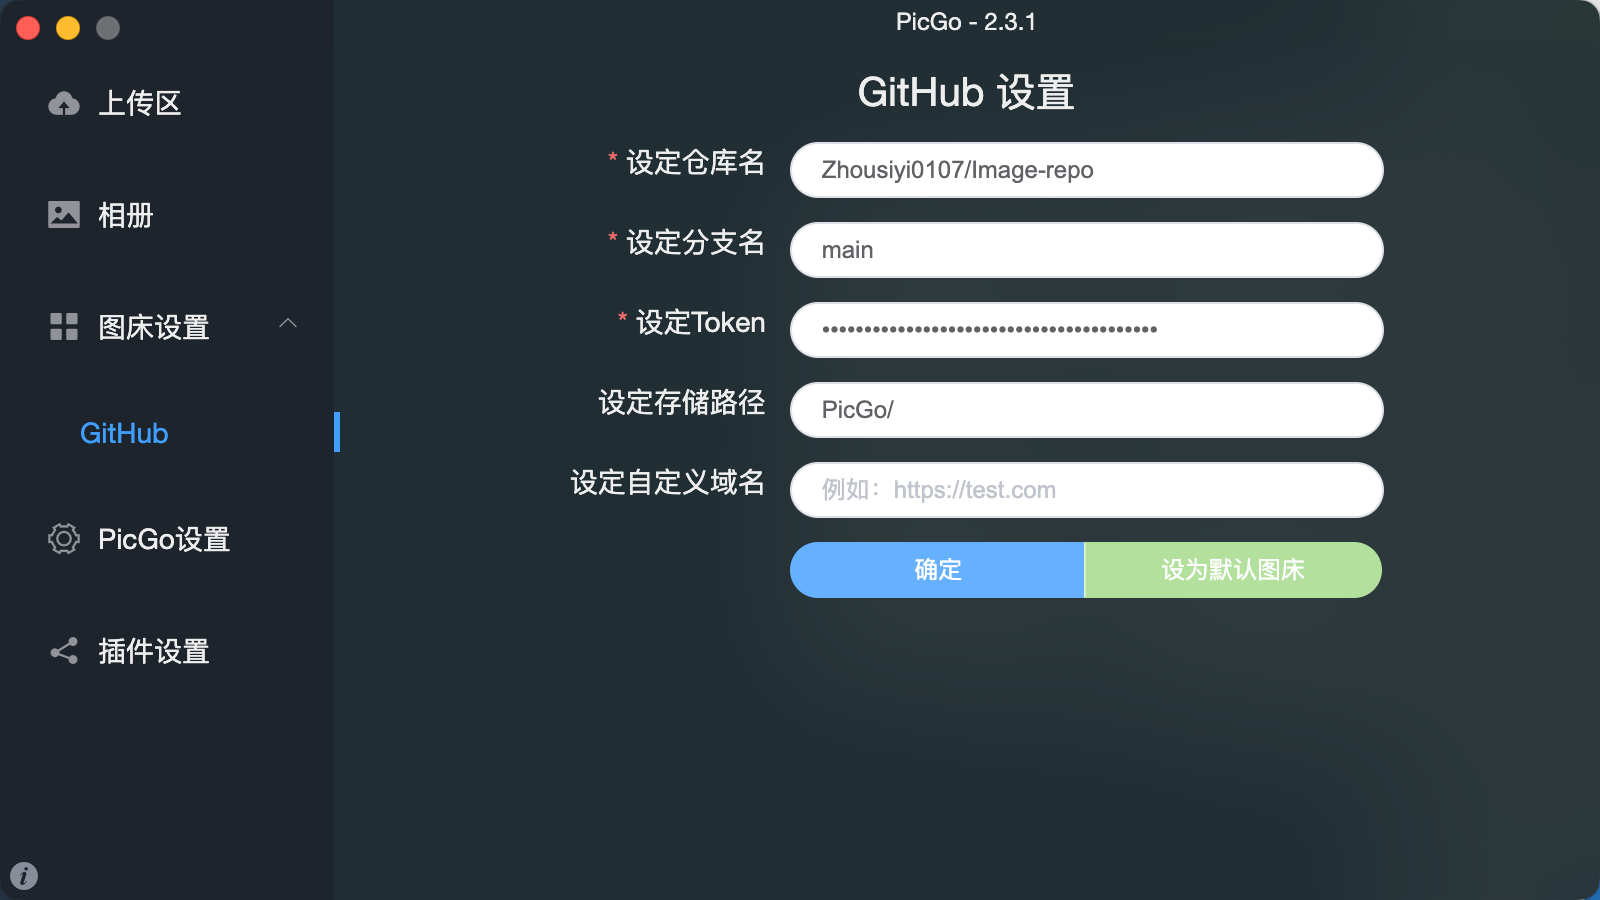 PicGo - 2.3.1
上传区
相册
图床设置
GitHub
PicGo设置
插件设置
GitHub 设置
* 设定仓库名 Zhousiyi0107/Image-repo
* 设定分支名 main
* 设定Token ••••••••••••••••••••••••••••••••••••••••
设定存储路径 PicGo/
设定自定义域名 例如：https://test.com
确定 设为默认图床